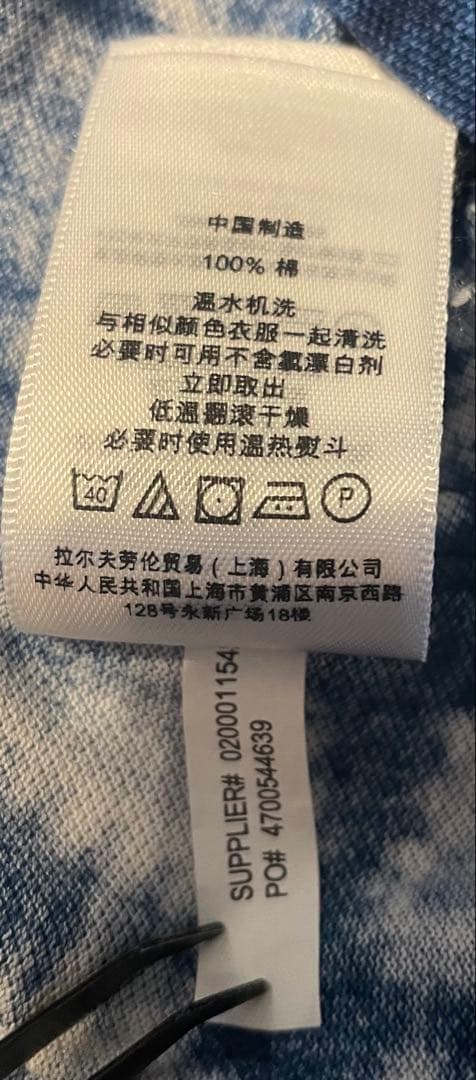 中国制造
100% 棉
温水机洗
与相似颜色衣服一起清洗
必要时可用不含氯漂白剂
立即取出
低温翻滚干燥
必要时使用温热熨斗
40
P
拉尔夫劳伦贸易（上海）有限公司
中华人民共和国上海市黄浦区南京西路
128号永新广场18楼
SUPPLIER# 020001154
PO# 4700544639